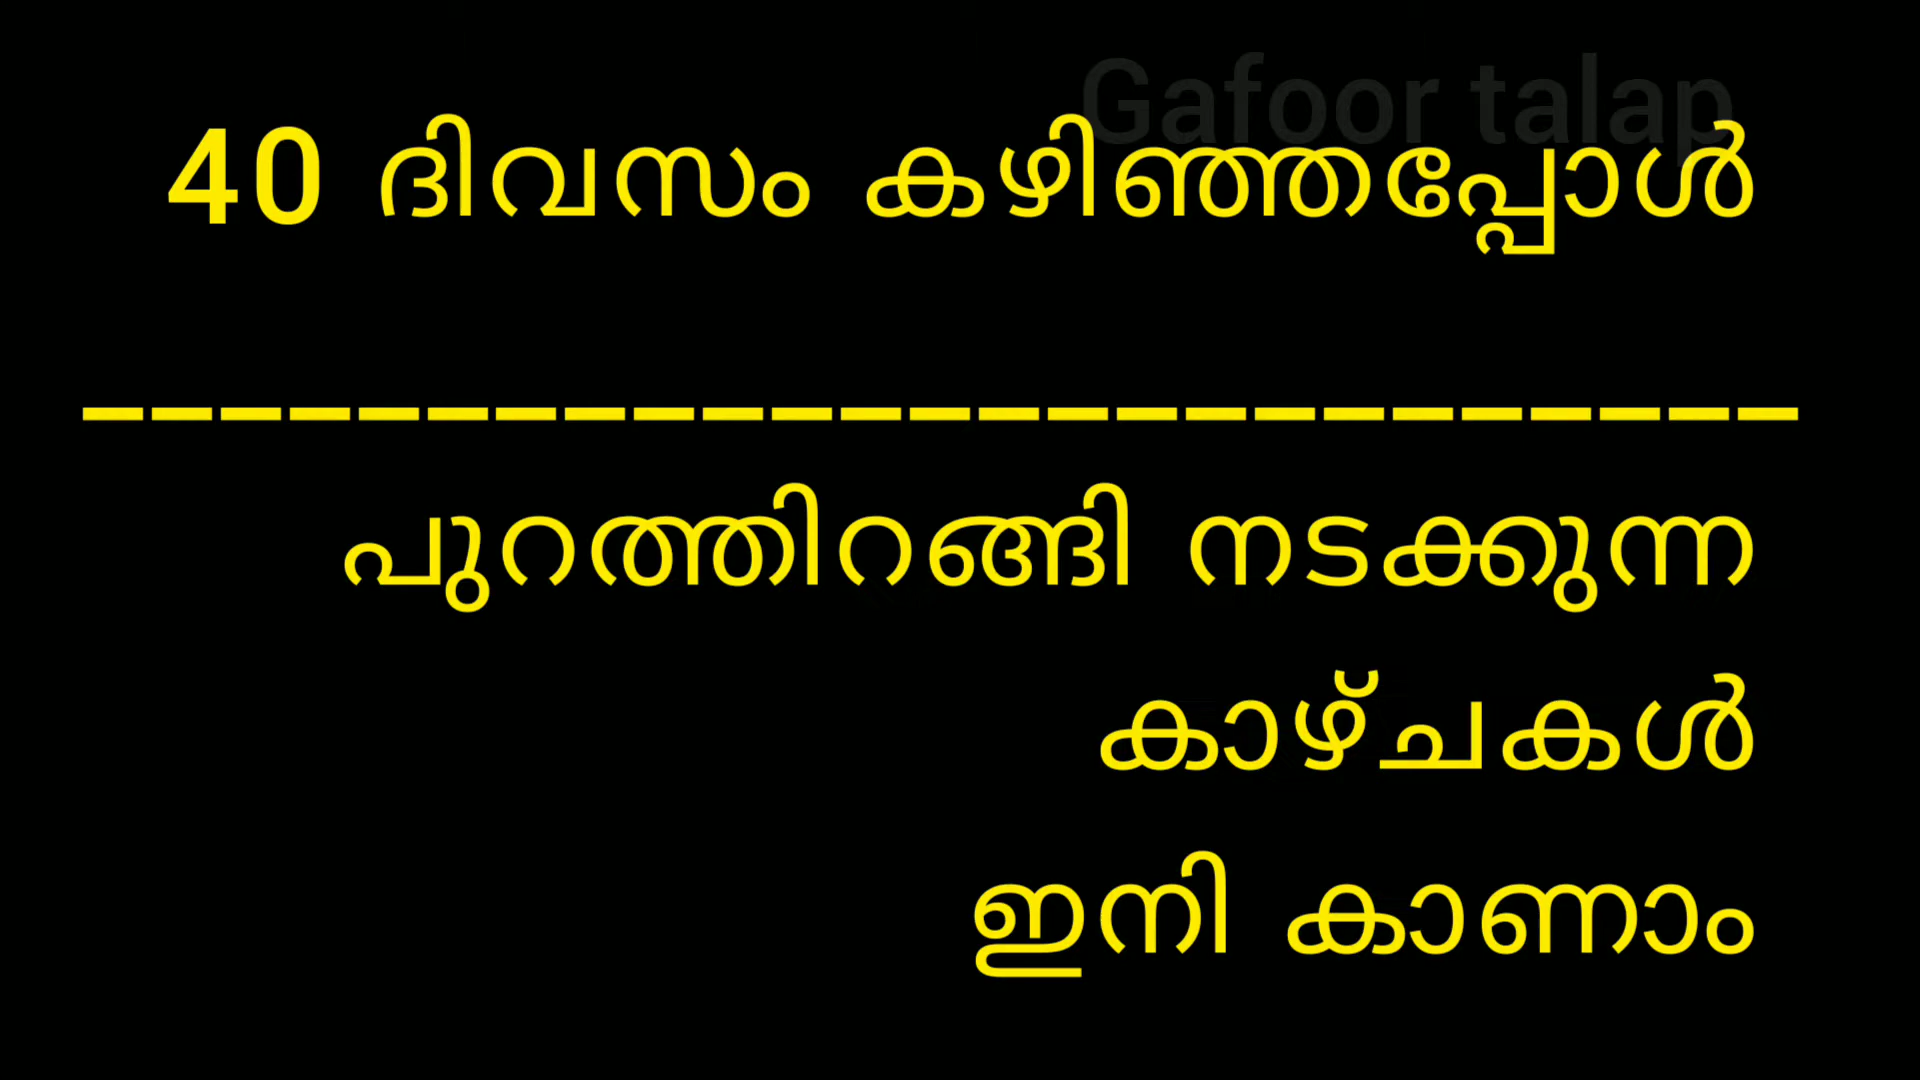 Gafoor talap
40 ദിവസം കഴിഞ്ഞപ്പോൾ
-------------------------
പുറത്തിറങ്ങി നടക്കുന്ന
കാഴ്ചകൾ
ഇനി കാണാം